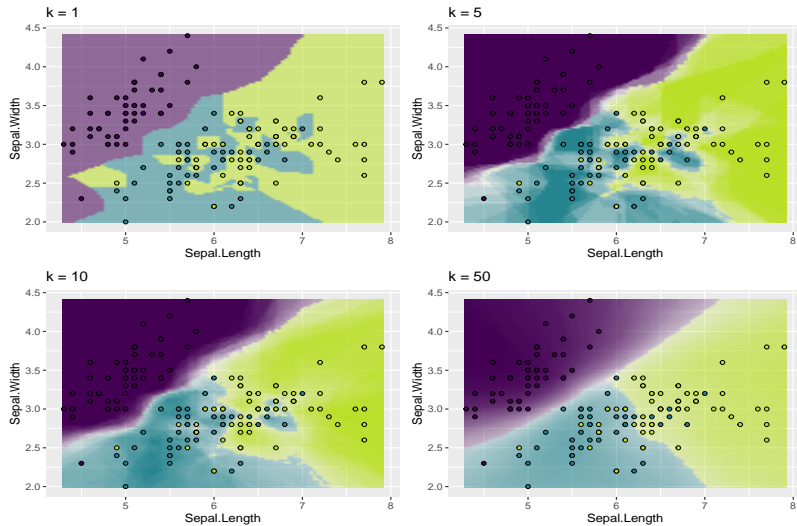 k = 1
4.5
4.0
3.5
3.0
2.5
2.0
Sepal.Width
5 6 7 8
Sepal.Length
k = 5
4.5
4.0
3.5
3.0
2.5
2.0
Sepal.Width
5 6 7 8
Sepal.Length
k = 10
4.5
4.0
3.5
3.0
2.5
2.0
Sepal.Width
5 6 7 8
Sepal.Length
k = 50
4.5
4.0
3.5
3.0
2.5
2.0
Sepal.Width
5 6 7 8
Sepal.Length